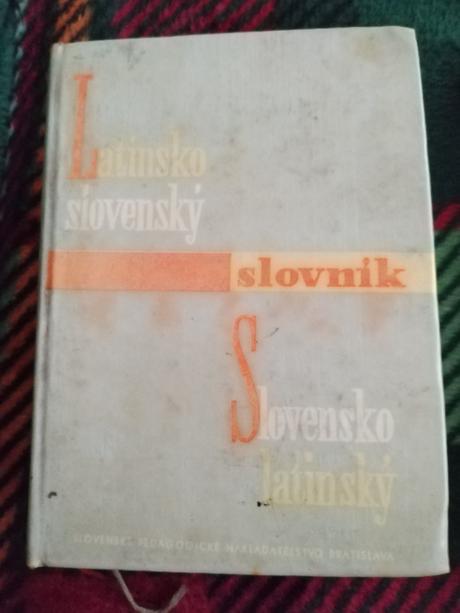 Latinsko
slovenský
slovník
Slovensko
latinský
SLOVENSKÉ PEDAGOGICKÉ NAKLADATEĽSTVO BRATISLAVA